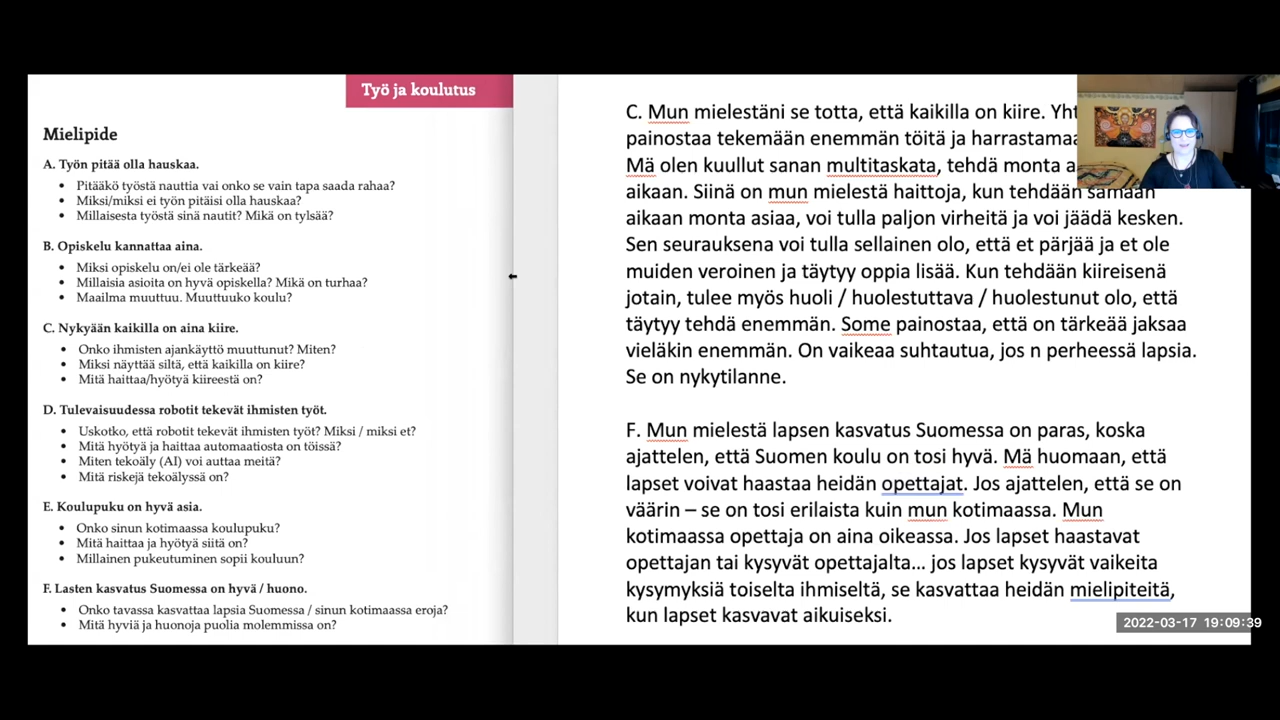 Työ ja koulutus
Mielipide
A. Työn pitää olla hauskaa.
• Pitääkö työstä nauttia vai onko se vain tapa saada rahaa?
• Miksi/miksi ei työn pitäisi olla hauskaa?
• Millaisesta työstä sinä nautit? Mikä on tylsää?
B. Opiskelu kannattaa aina.
• Miksi opiskelu on/ei ole tärkeää?
• Millaisia asioita on hyvä opiskella? Mikä on turhaa?
• Maailma muuttuu. Muuttuuko koulu?
C. Nykyään kaikilla on aina kiire.
• Onko ihmisten ajankäyttö muuttunut? Miten?
• Miksi näyttää siltä, että kaikilla on kiire?
• Mitä haittaa/hyötyä kiireestä on?
D. Tulevaisuudessa robotit tekevät ihmisten työt.
• Uskotko, että robotit tekevät ihmisten työt? Miksi / miksi et?
• Mitä hyötyä ja haittaa automaatiosta on töissä?
• Miten tekoäly (AI) voi auttaa meitä?
• Mitä riskejä tekoälyssä on?
E. Koulupuku on hyvä asia.
• Onko sinun kotimaassa koulupuku?
• Mitä haittaa ja hyötyä siitä on?
• Millainen pukeutuminen sopii kouluun?
F. Lasten kasvatus Suomessa on hyvä / huono.
• Onko tavassa kasvattaa lapsia Suomessa / sinun kotimaassa eroja?
• Mitä hyviä ja huonoja puolia molemmissa on?
C. Mun mielestäni se totta, että kaikilla on kiire.
painostaa tekemään enemmän töitä ja
Mä olen kuullut sanan multitaskata, tehdä monta
aikaan. Siinä on mun mielestä haittoja, kun tehdään samaan
aikaan monta asiaa, voi tulla paljon virheitä ja voi jäädä kesken.
Sen seurauksena voi tulla sellainen olo, että et pärjää ja et ole
muiden veroinen ja täytyy oppia lisää. Kun tehdään kiireisenä
jotain, tulee myös huoli / huolestuttava / huolestunut olo, että
täytyy tehdä enemmän. Some painostaa, että on tärkeää jaksaa
vieläkin enemmän. On vaikeaa suhtautua, jos n perheessä lapsia.
Se on nykytilanne.
F. Mun mielestä lapsen kasvatus Suomessa on paras, koska
ajattelen, että Suomen koulu on tosi hyvä. Mä huomaan, että
lapset voivat haastaa heidän opettajat. Jos ajattelen, että se on
väärin – se on tosi erilaista kuin mun kotimaassa. Mun
kotimaassa opettaja on aina oikeassa. Jos lapset haastavat
opettajan tai kysyvät opettajalta… jos lapset kysyvät vaikeita
kysymyksiä toiselta ihmiseltä, se kasvattaa heidän mielipiteitä,
kun lapset kasvavat aikuiseksi.
2022-03-17 19:09:39